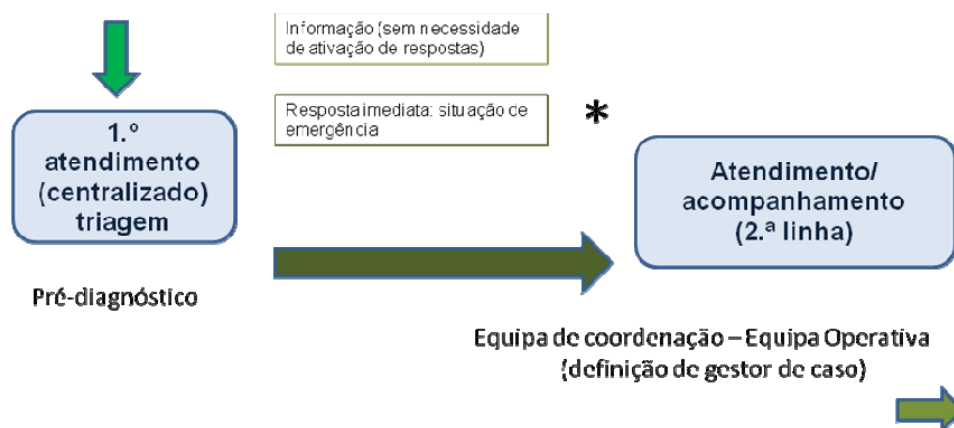 Informação (sem necessidade
de ativação de respostas)
Resposta imediata: situação de
emergência
*
1.º
atendimento
(centralizado)
triagem
Atendimento/
acompanhamento
(2.ª linha)
Pré-diagnóstico
Equipa de coordenação – Equipa Operativa
(definição de gestor de caso)